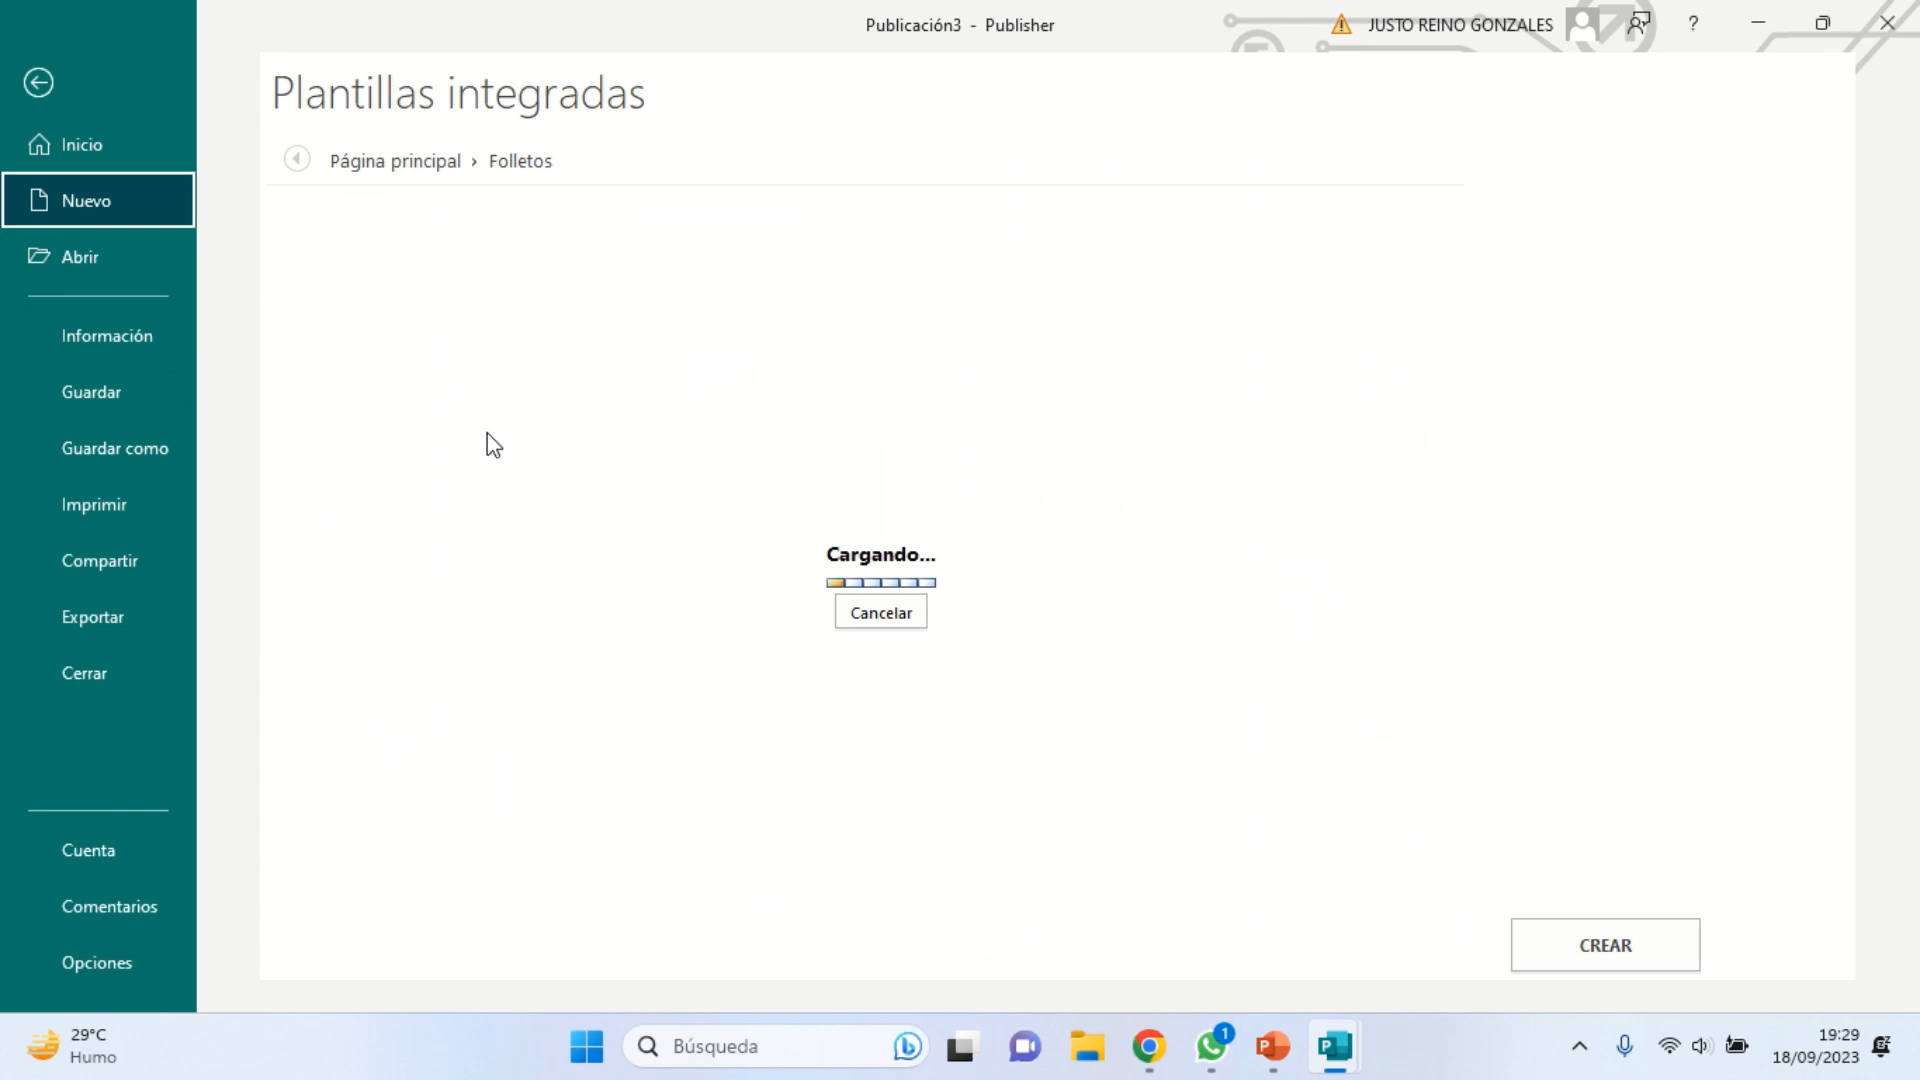 Publicación3 - Publisher
JUSTO REINO GONZALES
?
Plantillas integradas
Inicio
Página principal › Folletos
Nuevo
Abrir
Información
Guardar
Guardar como
Imprimir
Cargando...
Compartir
Cancelar
Exportar
Cerrar
Cuenta
Comentarios
CREAR
Opciones
29°C
Humo
Búsqueda
1
19:29
18/09/2023